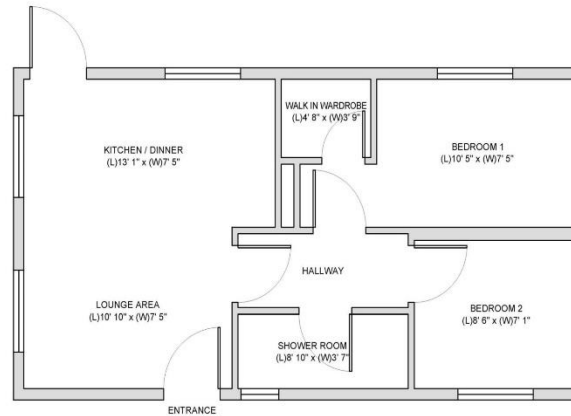 WALK IN WARDROBE
(L)4' 8" x (W)3' 9"
KITCHEN / DINNER
(L)13' 1" x (W)7' 5"
BEDROOM 1
(L)10' 5" x (W)7' 5"
HALLWAY
LOUNGE AREA
(L)10' 10" x (W)7' 5"
BEDROOM 2
(L)8' 6" x (W)7' 1"
SHOWER ROOM
(L)8' 10" x (W)3' 7"
ENTRANCE